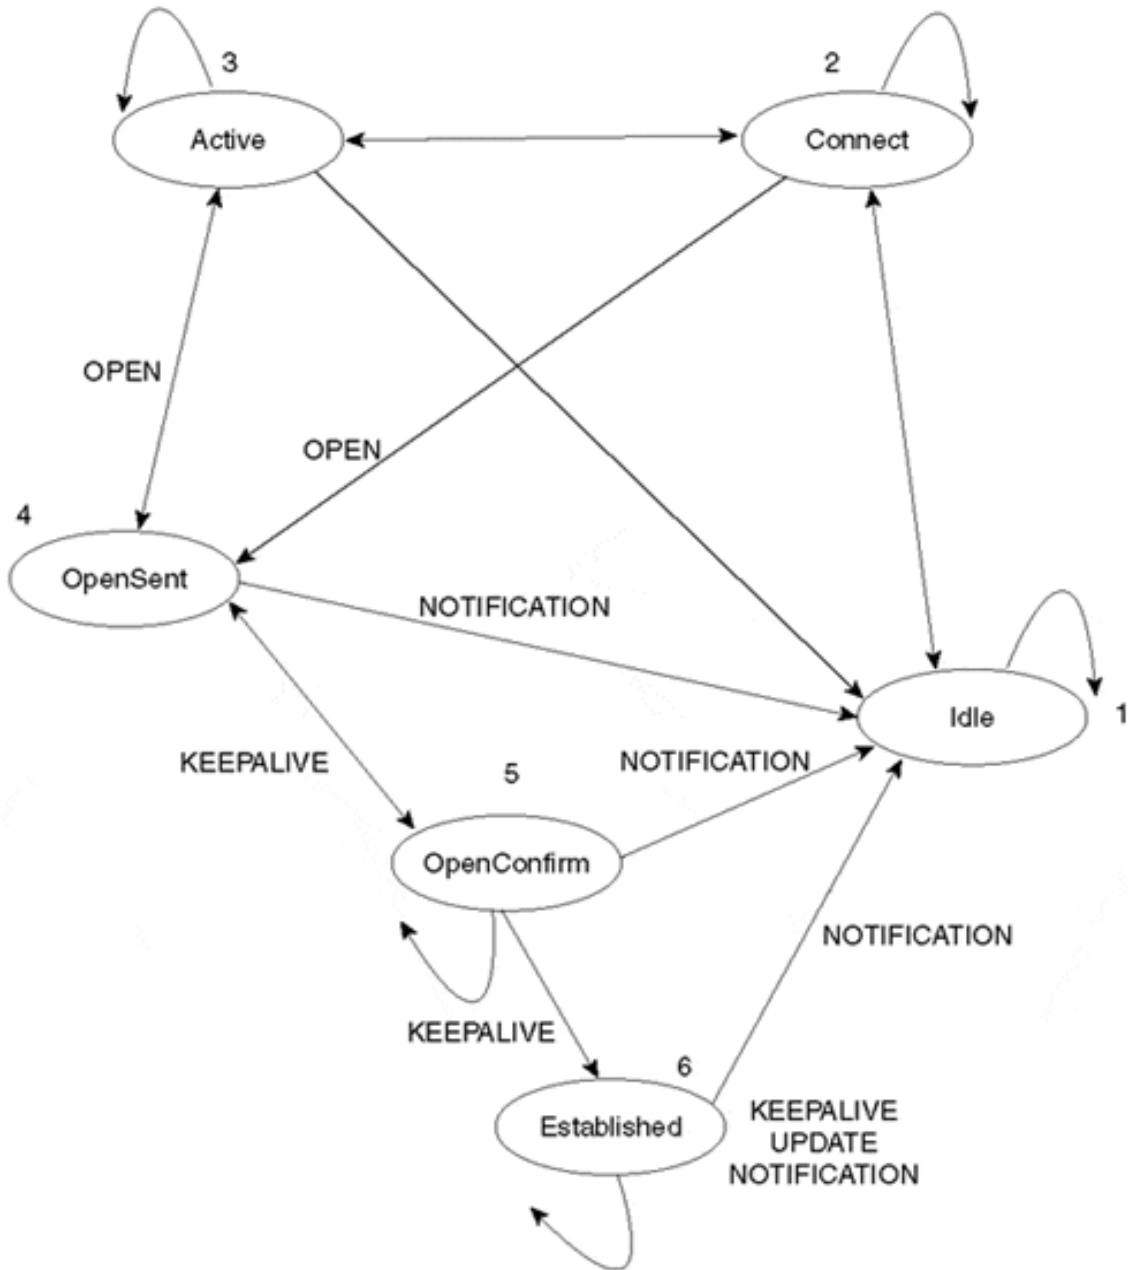 3
2
Active
Connect
OPEN
OPEN
4
OpenSent
NOTIFICATION
Idle
1
KEEPALIVE
5
NOTIFICATION
OpenConfirm
NOTIFICATION
KEEPALIVE
6
Established
KEEPALIVE
UPDATE
NOTIFICATION